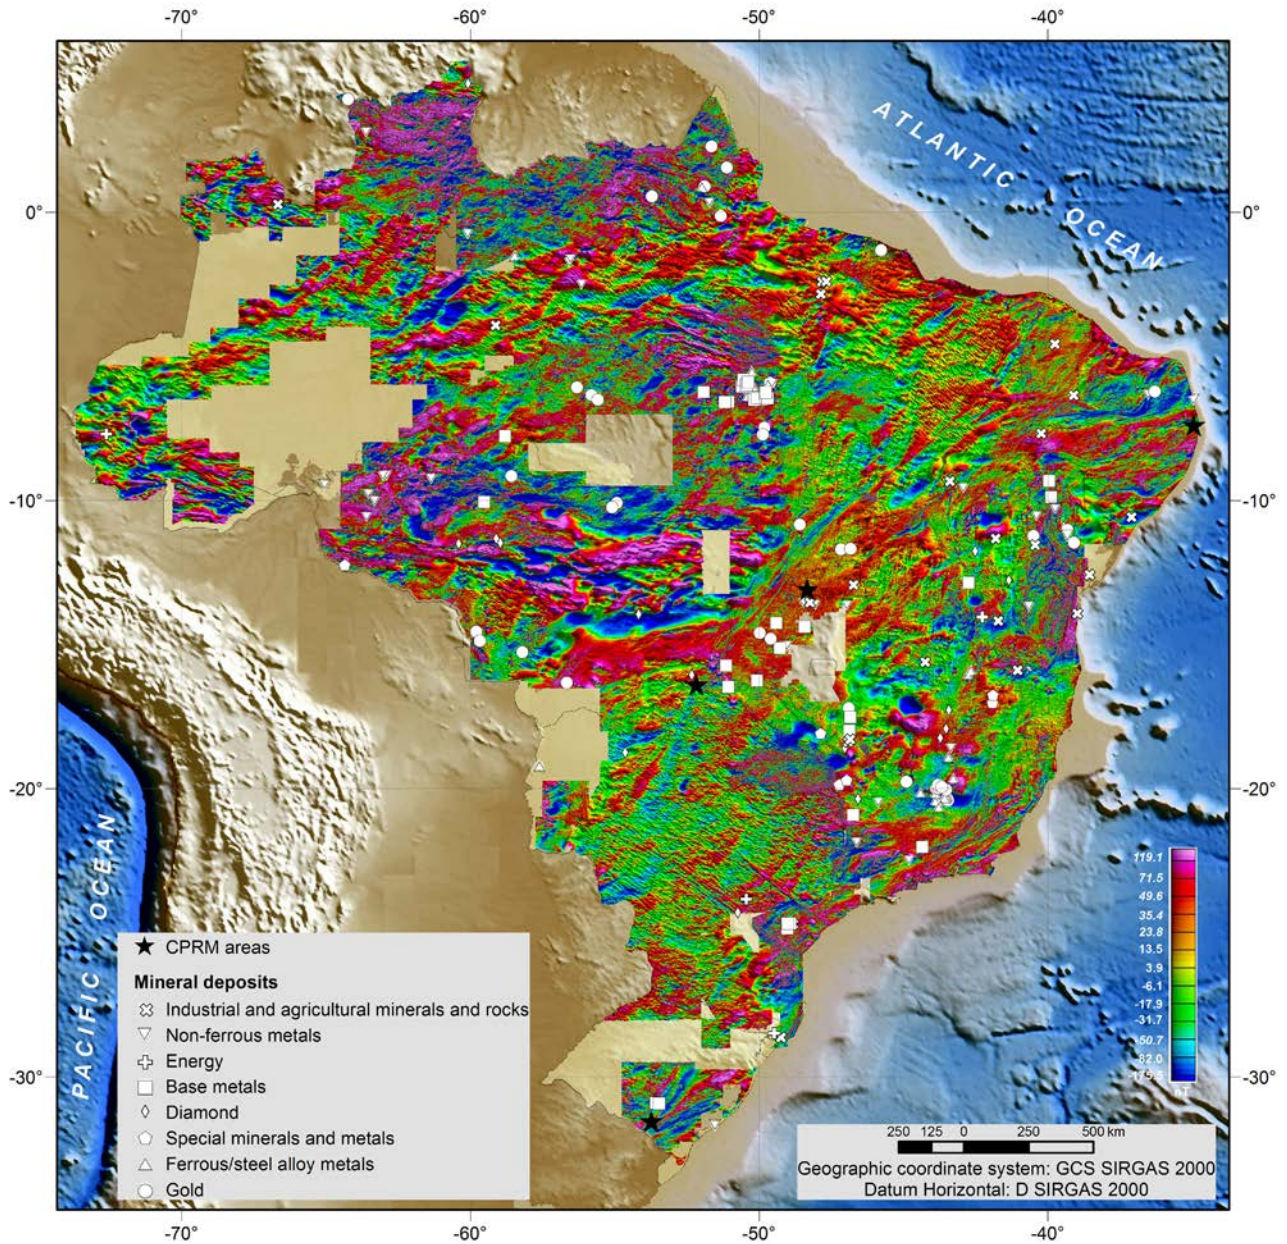 -70° -60° -50° -40°
ATLANTIC
OCEAN
0° 0°
-10° -10°
-20° -20°
-30° -30°
PACIFIC OCEAN
119.1
71.5
49.6
35.4
23.8
13.5
3.9
-6.1
-17.9
-31.7
-50.7
-82.0
nT
CPRM areas
Mineral deposits
Industrial and agricultural minerals and rocks
Non-ferrous metals
Energy
Base metals
Diamond
Special minerals and metals
Ferrous/steel alloy metals
Gold
250 125 0 250 500 km
Geographic coordinate system: GCS SIRGAS 2000
Datum Horizontal: D SIRGAS 2000
-70° -60° -50° -40°